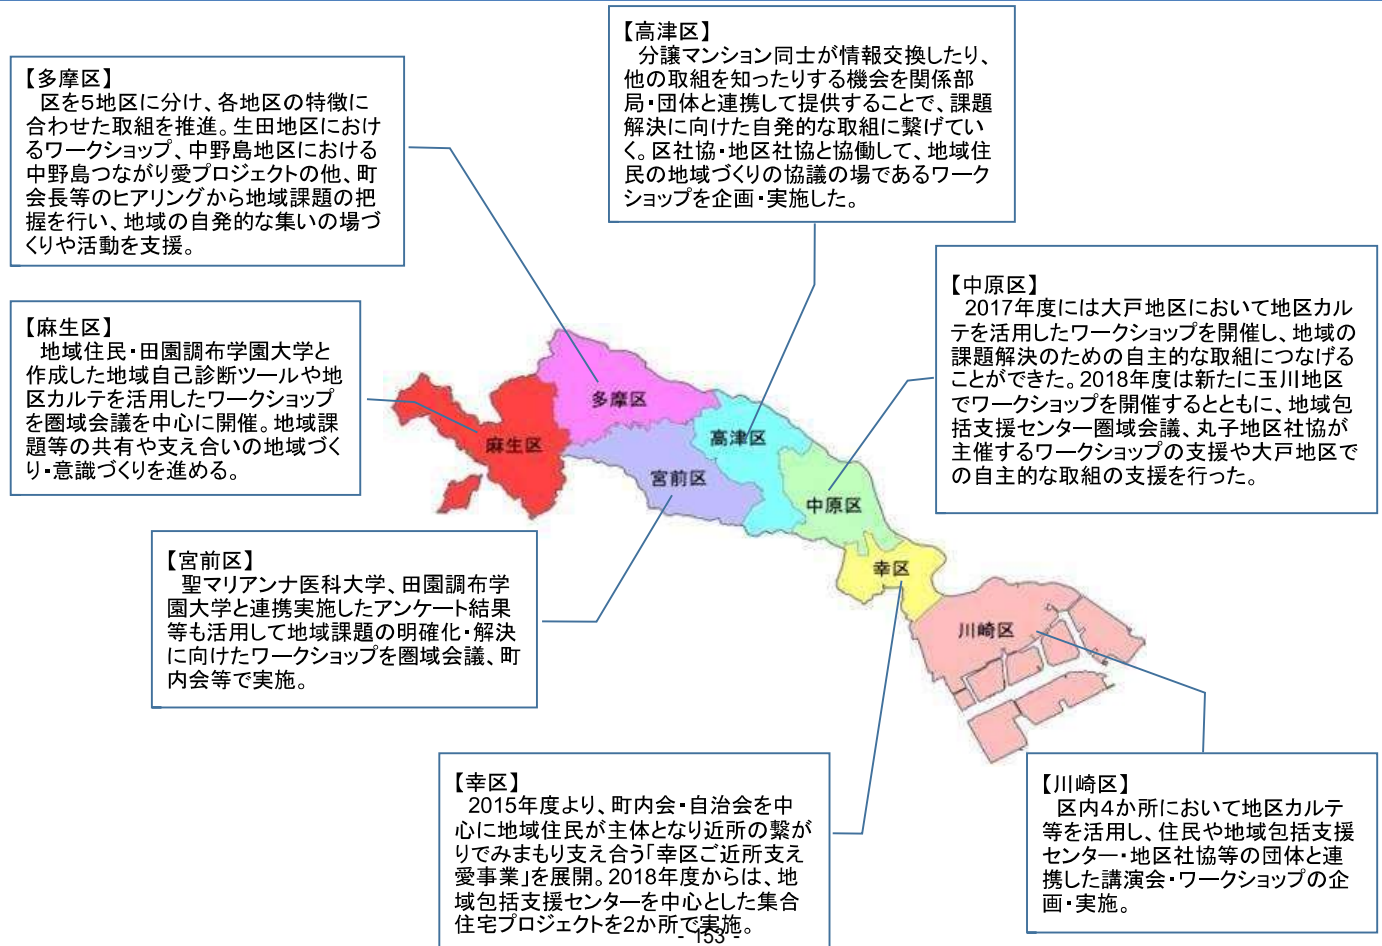 【多摩区】
区を5地区に分け、各地区の特徴に
合わせた取組を推進。生田地区におけ
るワークショップ、中野島地区における
中野島つながり愛プロジェクトの他、町
会長等のヒアリングから地域課題の把
握を行い、地域の自発的な集いの場づ
くりや活動を支援。
【高津区】
分譲マンション同士が情報交換したり、
他の取組を知ったりする機会を関係部
局・団体と連携して提供することで、課題
解決に向けた自発的な取組に繋げてい
く。区社協・地区社協と協働して、地域住
民の地域づくりの協議の場であるワーク
ショップを企画・実施した。
【中原区】
2017年度には大戸地区において地区カル
テを活用したワークショップを開催し、地域の
課題解決のための自主的な取組につなげる
ことができた。2018年度は新たに玉川地区
でワークショップを開催するとともに、地域包
括支援センター圏域会議、丸子地区社協が
主催するワークショップの支援や大戸地区で
の自主的な取組の支援を行った。
【麻生区】
地域住民・田園調布学園大学と
作成した地域自己診断ツールや地
区カルテを活用したワークショップ
を圏域会議を中心に開催。地域課
題等の共有や支え合いの地域づく
り・意識づくりを進める。
多摩区
高津区
麻生区
宮前区
中原区
幸区
川崎区
【宮前区】
聖マリアンナ医科大学、田園調布学
園大学と連携実施したアンケート結果
等も活用して地域課題の明確化・解決
に向けたワークショップを圏域会議、町
内会等で実施。
【幸区】
2015年度より、町内会・自治会を中
心に地域住民が主体となり近所の繋が
りでみまもり支え合う「幸区ご近所支え
愛事業」を展開。2018年度からは、地
域包括支援センターを中心とした集合
住宅プロジェクトを2か所で実施。
【川崎区】
区内4か所において地区カルテ
等を活用し、住民や地域包括支援
センター・地区社協等の団体と連
携した講演会・ワークショップの企
画・実施。
- 153 -